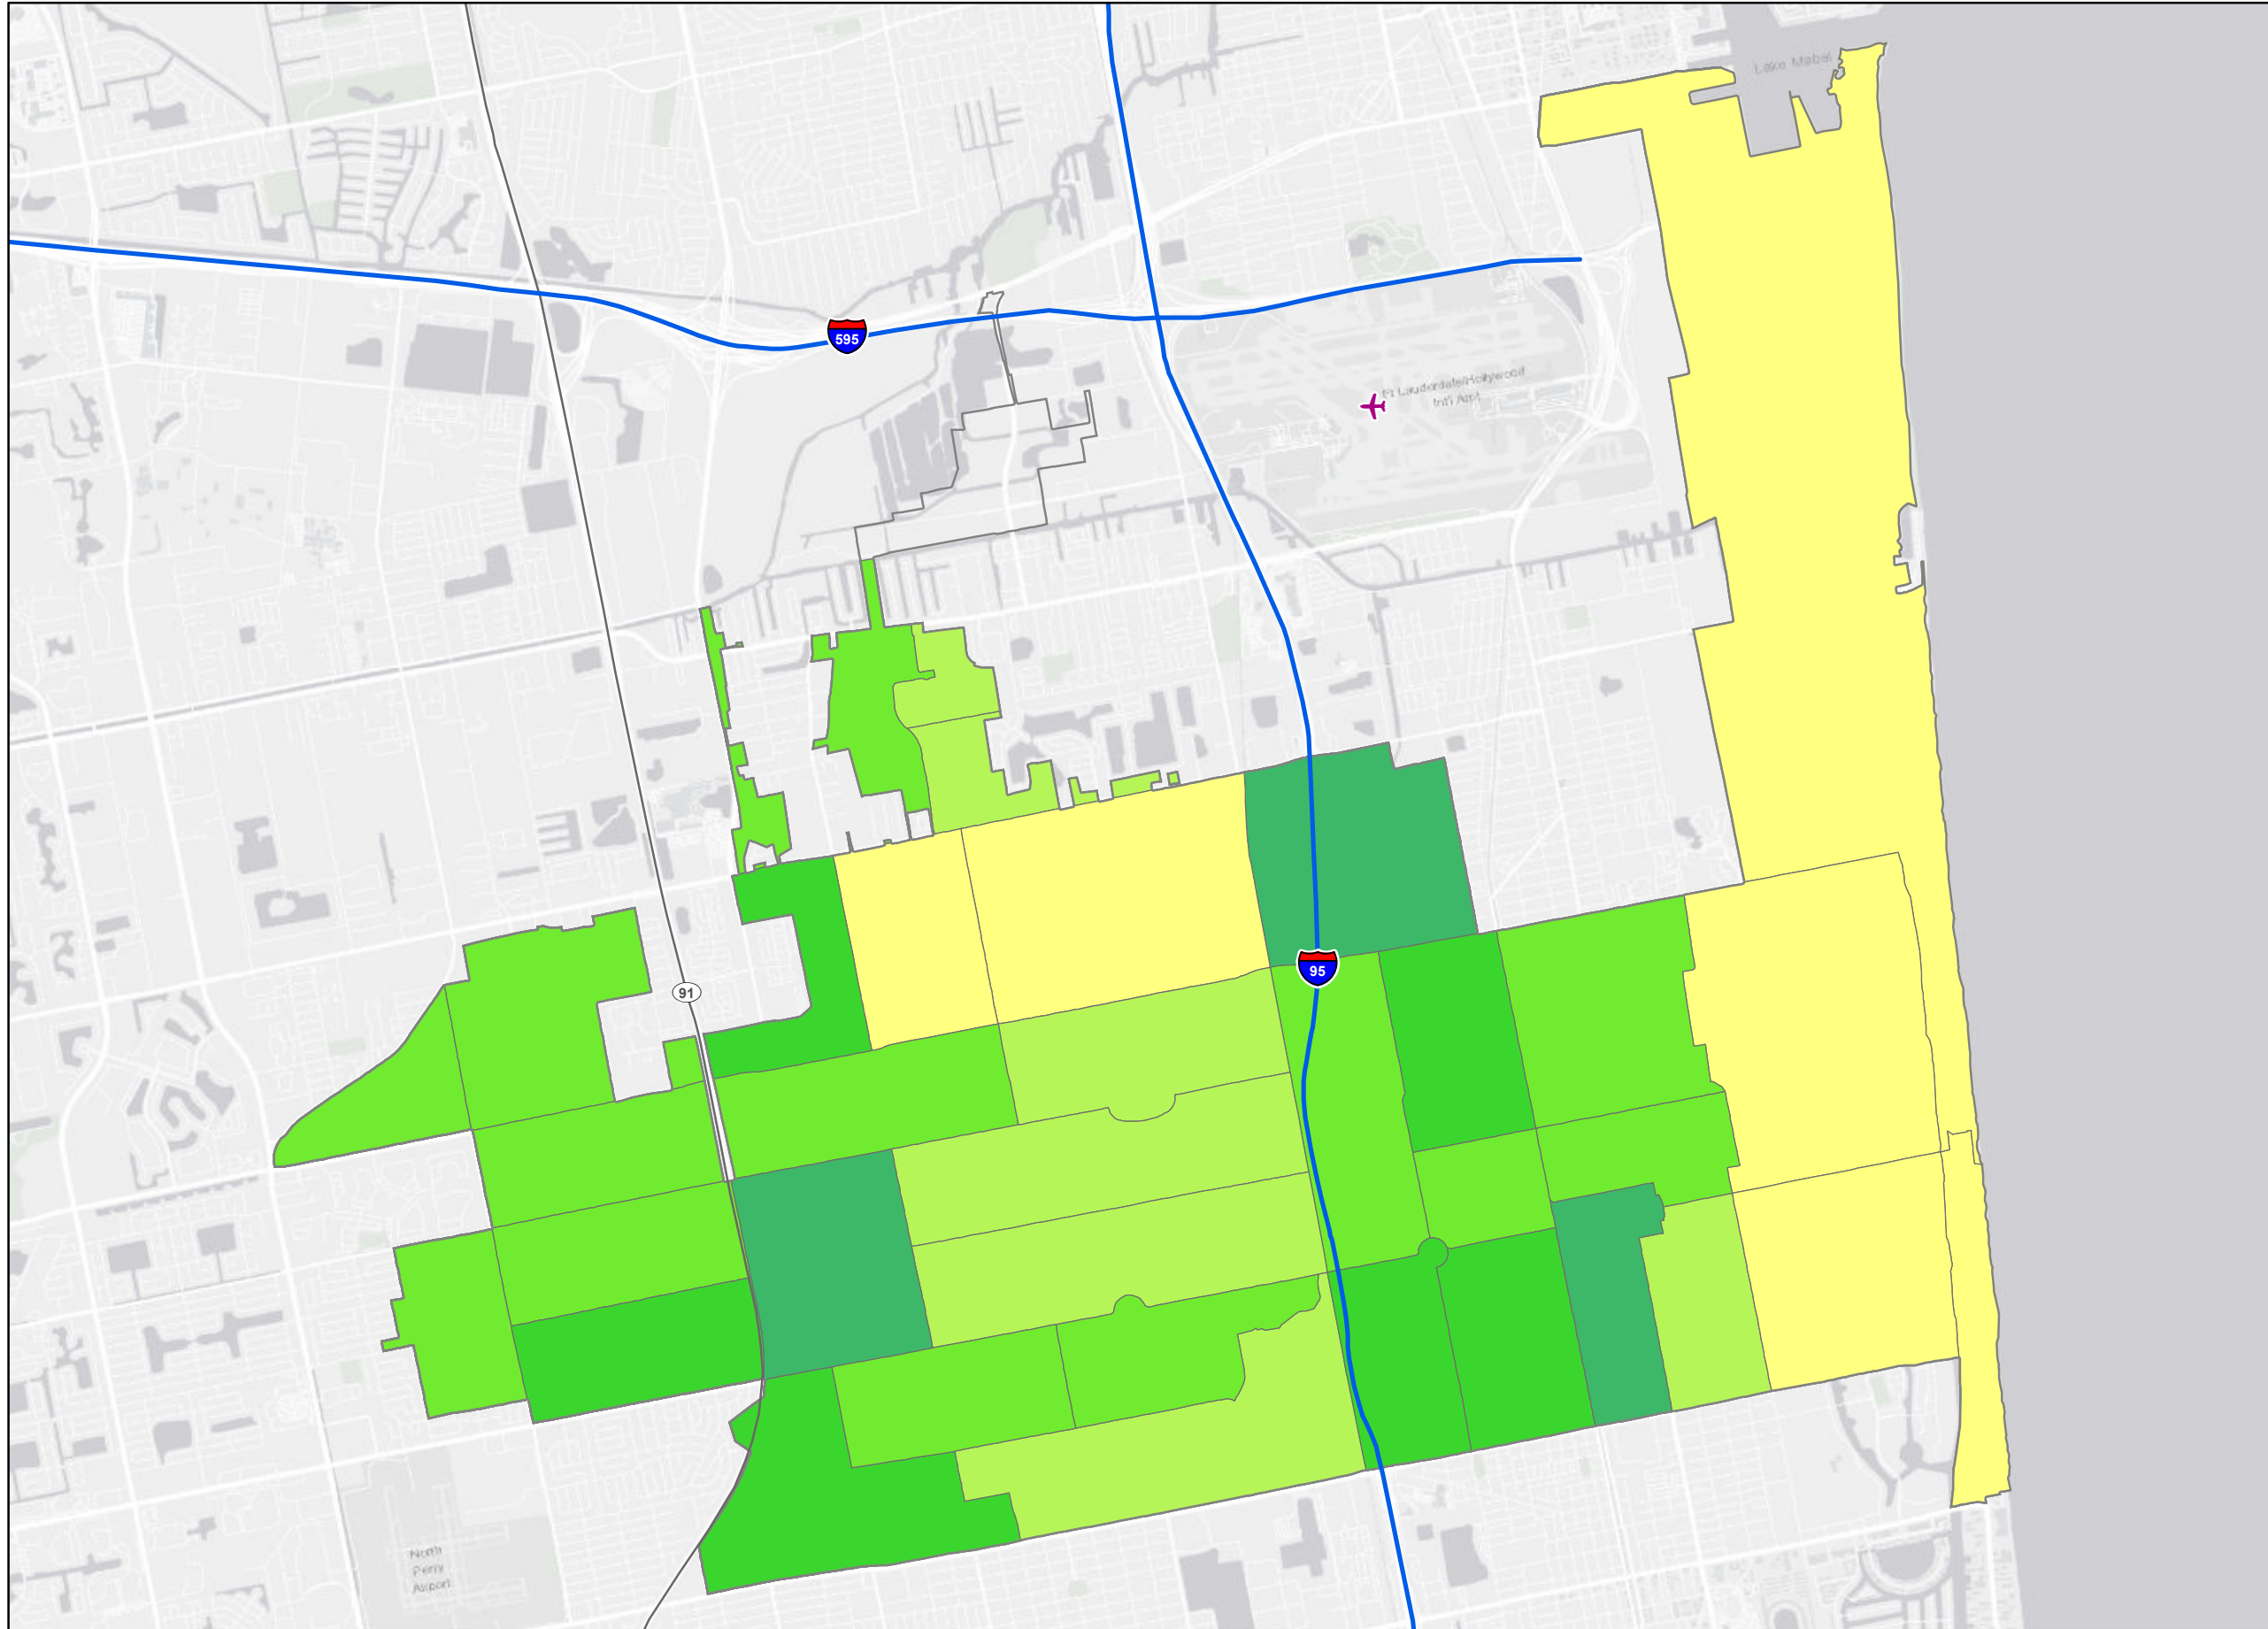 Lake Mabel
595
Ft Lauderdale/Hollywood
Int'l Arpt
95
91
North
Perry
Airport